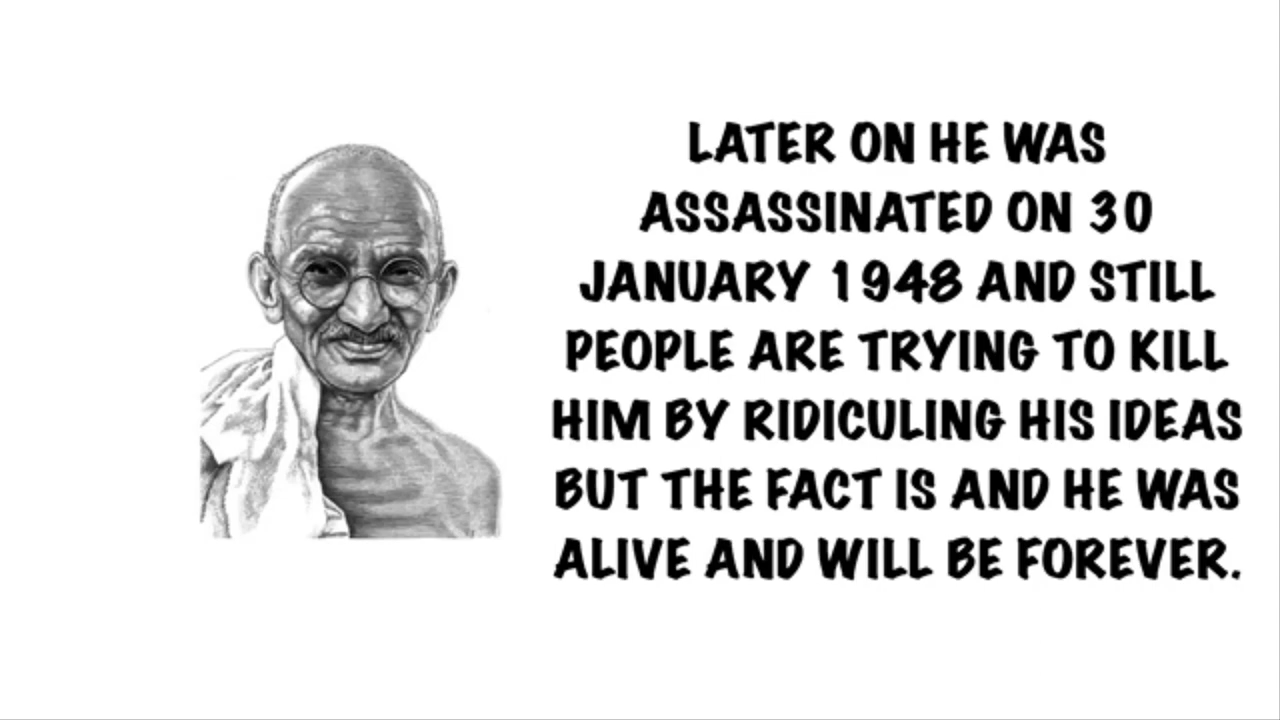 LATER ON HE WAS
ASSASSINATED ON 30
JANUARY 1948 AND STILL
PEOPLE ARE TRYING TO KILL
HIM BY RIDICULING HIS IDEAS
BUT THE FACT IS AND HE WAS
ALIVE AND WILL BE FOREVER.